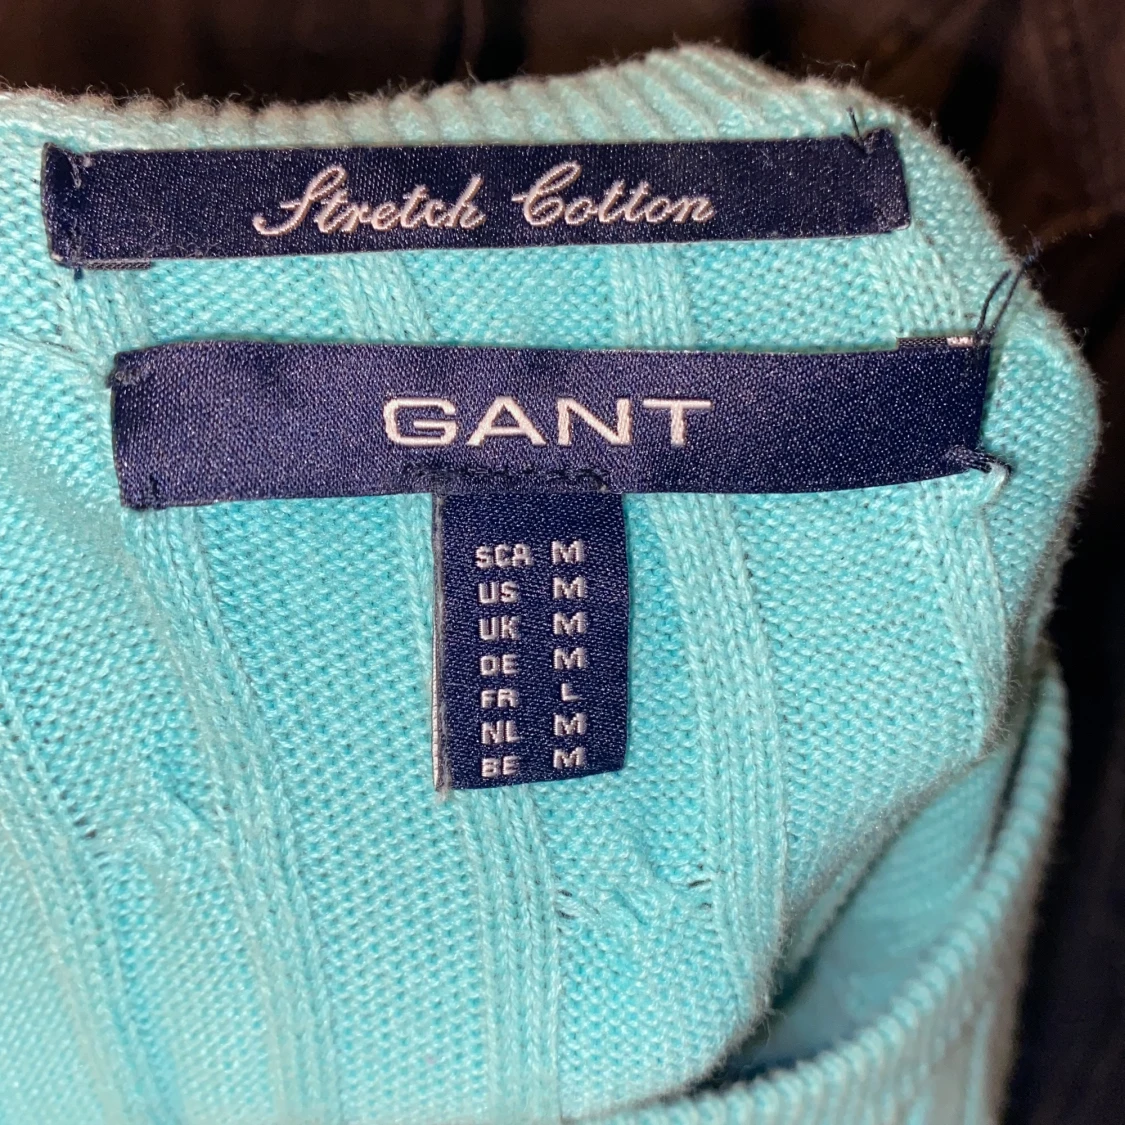 Stretch Cotton
GANT
SCA M
US M
UK M
DE M
FR L
NL M
BE M